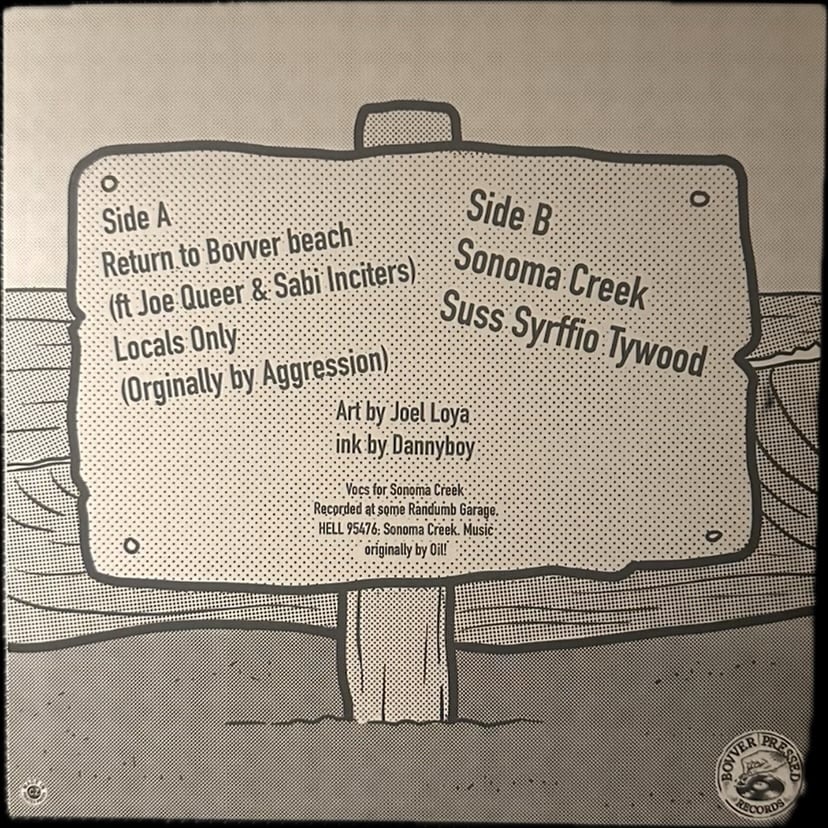 Side A
Return to Bovver beach
(ft Joe Queer & Sabi Inciters)
Locals Only
(Orginally by Aggression)
Side B
Sonoma Creek
Suss Syrffio Tywood
Art by Joel Loya
ink by Dannyboy
Vocs for Sonoma Creek
Recorded at some Randumb Garage,
HELL 95476; Sonoma Creek. Music
originally by Oil!
BOVVER PRESSED
RECORDS
CZ